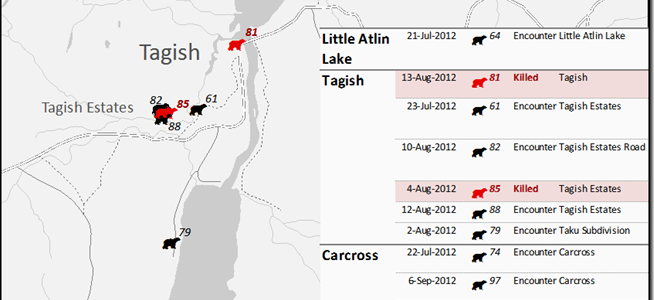 81
Tagish
Tagish Estates
82
85
61
88
79
Little Atlin Lake
21-Jul-2012 64 Encounter Little Atlin Lake
Tagish
13-Aug-2012 81 Killed Tagish
23-Jul-2012 61 Encounter Tagish Estates
10-Aug-2012 82 Encounter Tagish Estates Road
4-Aug-2012 85 Killed Tagish Estates
12-Aug-2012 88 Encounter Tagish Estates
2-Aug-2012 79 Encounter Taku Subdivision
Carcross
22-Jul-2012 74 Encounter Carcross
6-Sep-2012 97 Encounter Carcross